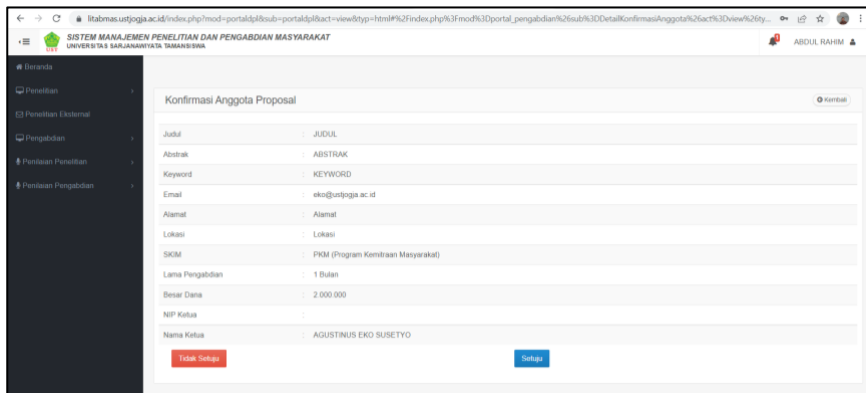 litabmas.ustjogja.ac.id/index.php?mod=portaldpl&sub=portaldpl&act=view&typ=html#%2Findex.php%3Fmod%3Dportal_pengabdian%26sub%3DDetailKonfirmasiAnggota%26act%3Dview%26ty...
SISTEM MANAJEMEN PENELITIAN DAN PENGABDIAN MASYARAKAT
UNIVERSITAS SARJANAWIYATA TAMANSISWA
ABDUL RAHIM
Beranda
Penelitian
Penelitian Eksternal
Pengabdian
Penilaian Penelitian
Penilaian Pengabdian
Konfirmasi Anggota Proposal
Kembali
Judul : JUDUL
Abstrak : ABSTRAK
Keyword : KEYWORD
Email : eko@ustjogja.ac.id
Alamat : Alamat
Lokasi : Lokasi
SKIM : PKM (Program Kemitraan Masyarakat)
Lama Pengabdian : 1 Bulan
Besar Dana : 2.000.000
NIP Ketua :
Nama Ketua : AGUSTINUS EKO SUSETYO
Tidak Setuju
Setuju